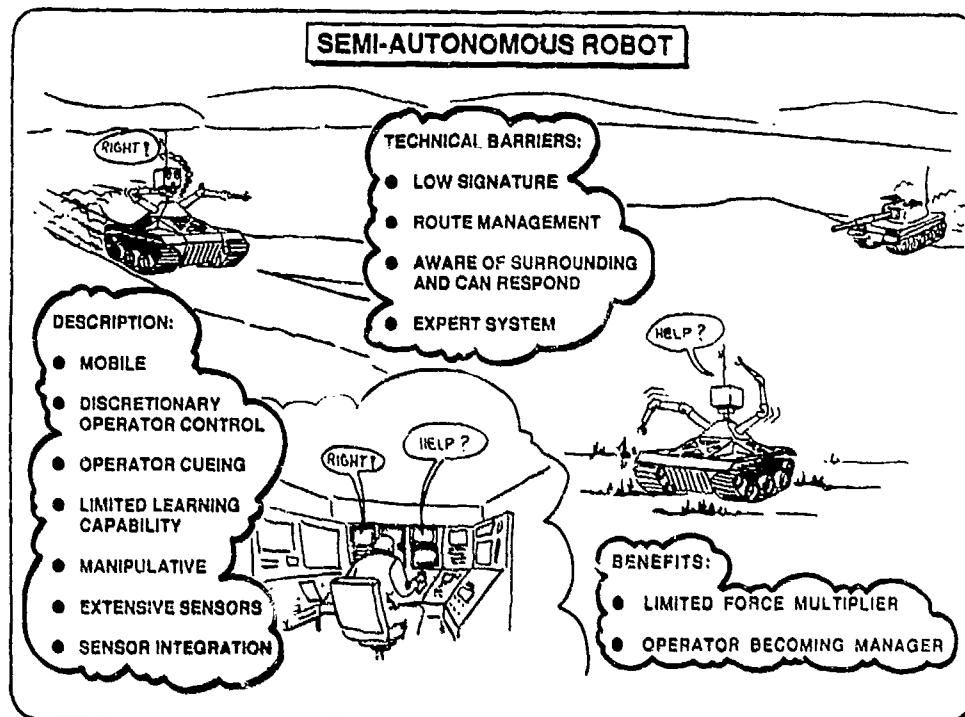 SEMI-AUTONOMOUS ROBOT
RIGHT!
TECHNICAL BARRIERS:
● LOW SIGNATURE
● ROUTE MANAGEMENT
● AWARE OF SURROUNDING
AND CAN RESPOND
● EXPERT SYSTEM
DESCRIPTION:
● MOBILE
● DISCRETIONARY
OPERATOR CONTROL
● OPERATOR CUEING
● LIMITED LEARNING
CAPABILITY
● MANIPULATIVE
● EXTENSIVE SENSORS
● SENSOR INTEGRATION
RIGHT!
HELP?
HELP?
BENEFITS:
● LIMITED FORCE MULTIPLIER
● OPERATOR BECOMING MANAGER